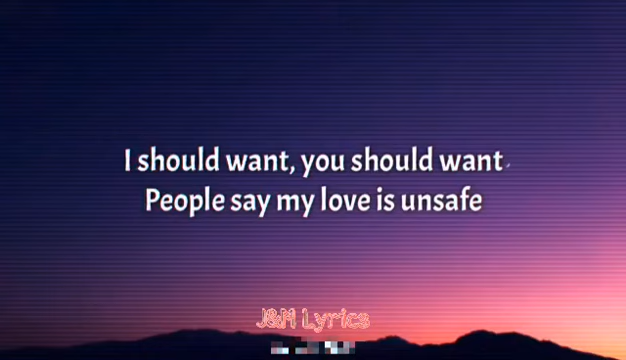 I should want, you should want
People say my love is unsafe
J&M Lyrics